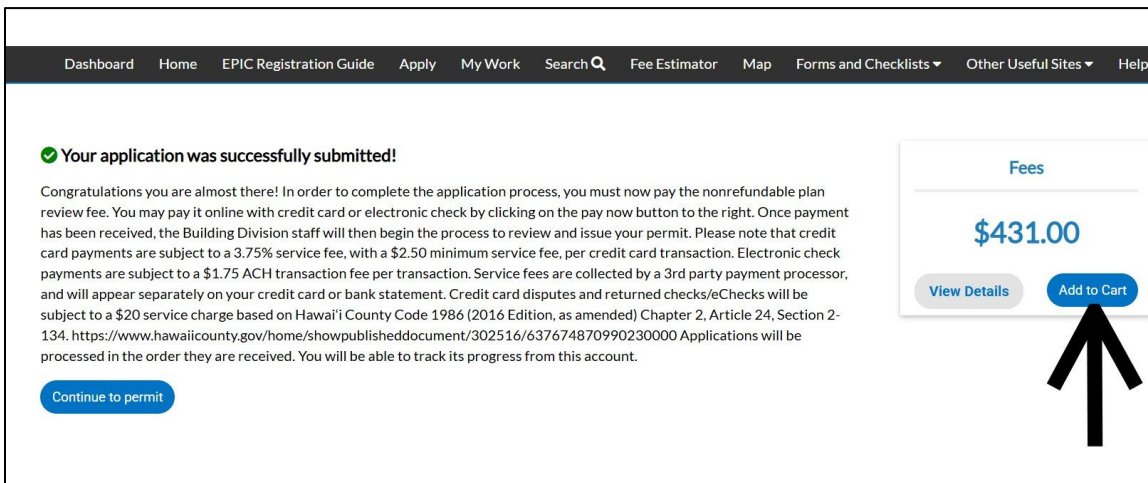 Dashboard Home EPIC Registration Guide Apply My Work Search Fee Estimator Map Forms and Checklists Other Useful Sites Help
Your application was successfully submitted!
Congratulations you are almost there! In order to complete the application process, you must now pay the nonrefundable plan
review fee. You may pay it online with credit card or electronic check by clicking on the pay now button to the right. Once payment
has been received, the Building Division staff will then begin the process to review and issue your permit. Please note that credit
card payments are subject to a 3.75% service fee, with a $2.50 minimum service fee, per credit card transaction. Electronic check
payments are subject to a $1.75 ACH transaction fee per transaction. Service fees are collected by a 3rd party payment processor,
and will appear separately on your credit card or bank statement. Credit card disputes and returned checks/eChecks will be
subject to a $20 service charge based on Hawai'i County Code 1986 (2016 Edition, as amended) Chapter 2, Article 24, Section 2-
134. https://www.hawaiicounty.gov/home/showpublisheddocument/302516/637674870990230000 Applications will be
processed in the order they are received. You will be able to track its progress from this account.
Continue to permit
Fees
$431.00
View Details Add to Cart